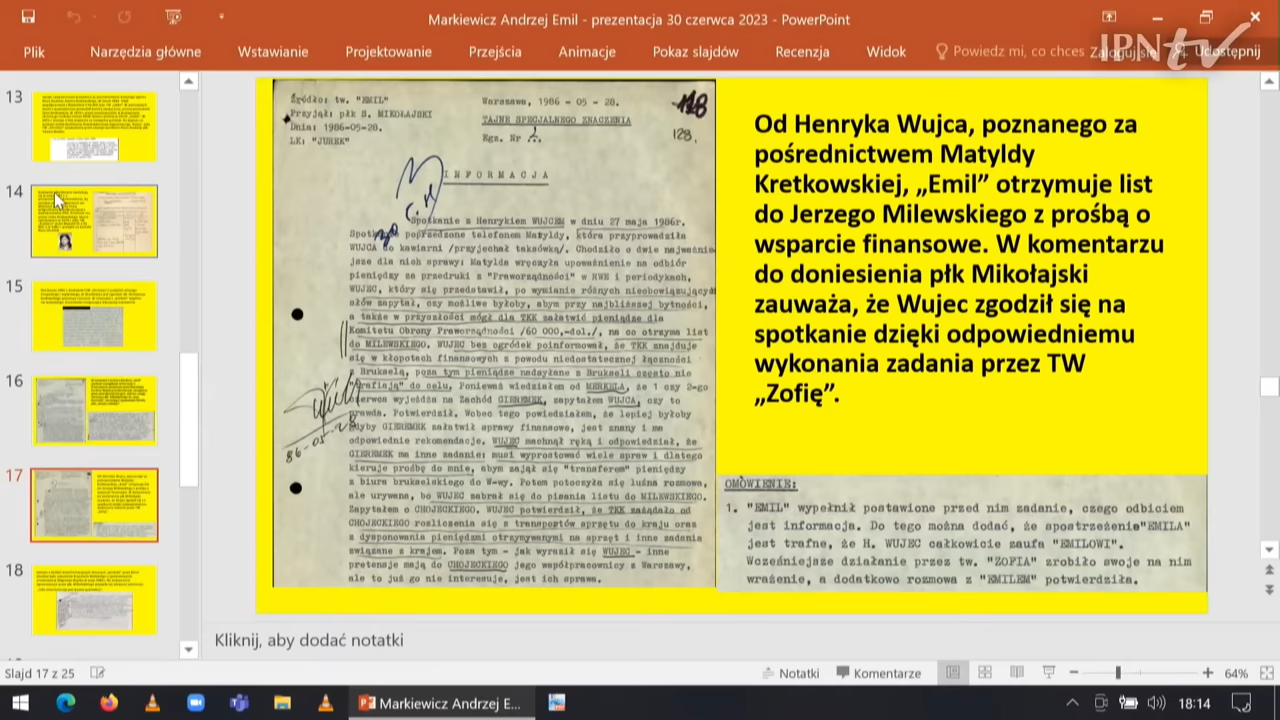 Markiewicz Andrzej Emil - prezentacja 30 czerwca 2023 - PowerPoint
IPNtv
Plik Narzędzia główne Wstawianie Projektowanie Przejścia Animacje Pokaz slajdów Recenzja Widok Powiedz mi, co chces Zaloguj się Udostępnij
13
14
15
16
17
18
Źródło: tw. "EMIL"
Przyjął: płk S. MIKOŁAJSKI
Dnia: 1986-05-28.
LK: "JUREK"
Warszawa, 1986 - 05 - 28.
TAJNE SPECJALNEGO ZNACZENIA
Egz. Nr
128
128.
INFORMACJA
Spotkanie z Henrykiem WUJCEM w dniu 27 maja 1986r.
poprzedzone telefonem Matyldy, która przyprowadziła
WUJCA do kawiarni /przyjechał taksówką/. Chodziło o dwie najważniej
jsze dla nich sprawy: Matylda wręczyła upoważnienie na odbiór
pieniędzy za przedruki z "Praworządności" w RWE i periodykach,
WUJEC, który się przedstawił, po wymianie różnych nieobowiązujących
zapytał, czy możliwe byłoby, abym przy najbliższej bytności,
a także w przyszłości mógł dla TKK załatwić pieniądze dla
Komitetu Obrony Praworządności /60 000,-dol./, na co otrzyma list
do MILEWSKIEGO. WUJEC bez ogródek poinformował, że TKK znajduje
się w kłopotach finansowych z powodu niedostatecznej łączności
Brukselą, poza tym pieniądze nadsyłane z Brukseli często nie
"trafiają" do celu. Ponieważ wiedziałem od MERKELA, że 1 czy 2-go
czerwca wyjeżdża na Zachód GIEREMEK, zapytałem WUJCA, czy to
prawda. Potwierdził. Wobec tego powiedziałem, że lepiej byłoby
gdyby GIEREMEK załatwił sprawy finansowe, jest znany i ma
odpowiednie rekomendacje. WUJEC machnął ręką i odpowiedział, że
GIEREMEK ma inne zadanie: musi wyprostować wiele spraw i dlatego
kieruje prośbę do mnie, abym zajął się "transferem" pieniędzy
z biura brukselskiego do W-wy. Potem potoczyła się luźna rozmowa,
ale urywana, bo WUJEC zabrał się do pisania listu do MILEWSKIEGO.
Zapytałem o CHOJECKIEGO. WUJEC potwierdził, że TKK zażądało od
CHOJECKIEGO rozliczenia się z transportów sprzętu do kraju oraz
z dysponowania pieniędzmi otrzymywanymi na sprzęt i inne zadania
związane z krajem. Poza tym - jak wyraził się WUJEC - inne
pretensje mają do CHOJECKIEGO jego współpracownicy z Warszawy,
ale to już go nie interesuje, jest to ich sprawa.
86-05-28
Od Henryka Wujca, poznanego za
pośrednictwem Matyldy
Kretkowskiej, „Emil” otrzymuje list
do Jerzego Milewskiego z prośbą o
wsparcie finansowe. W komentarzu
do doniesienia płk Mikołajski
zauważa, że Wujec zgodził się na
spotkanie dzięki odpowiedniemu
wykonania zadania przez TW
„Zofię”.
OMÓWIENIE:
1. "EMIL" wypełnił postawione przed nim zadanie, czego odbiciem
jest informacja. Do tego można dodać, że spostrzeżenie "EMILA"
jest trafne, że H. WUJEC całkowicie zaufał "EMILOWI".
Wcześniejsze działanie przez tw. "ZOFIA" zrobiło swoje na nim
wrażenie, a dodatkowo rozmowa z "EMILEM" potwierdziła.
Kliknij, aby dodać notatki
Slajd 17 z 25 Notatki Komentarze 64%
Markiewicz Andrzej E... 18:14